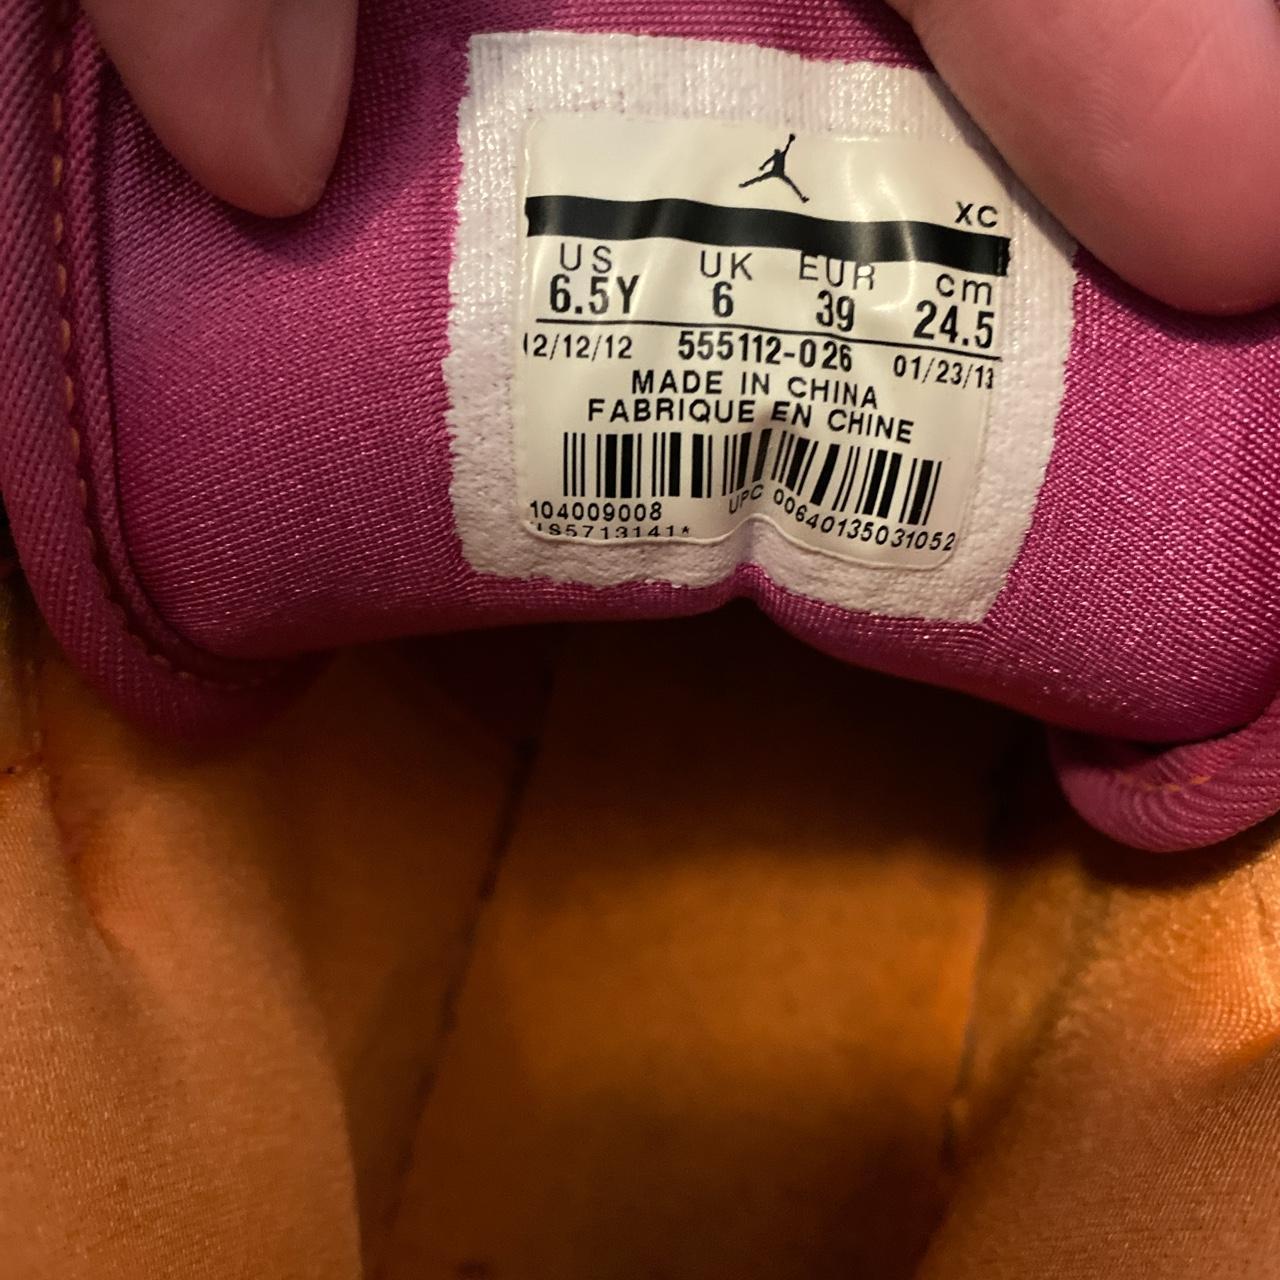 XC
US UK EUR cm
6.5Y 6 39 24.5
12/12/12 555112-026 01/23/13
MADE IN CHINA
FABRIQUE EN CHINE
104009008 UPC 00640135031052
S5713141*